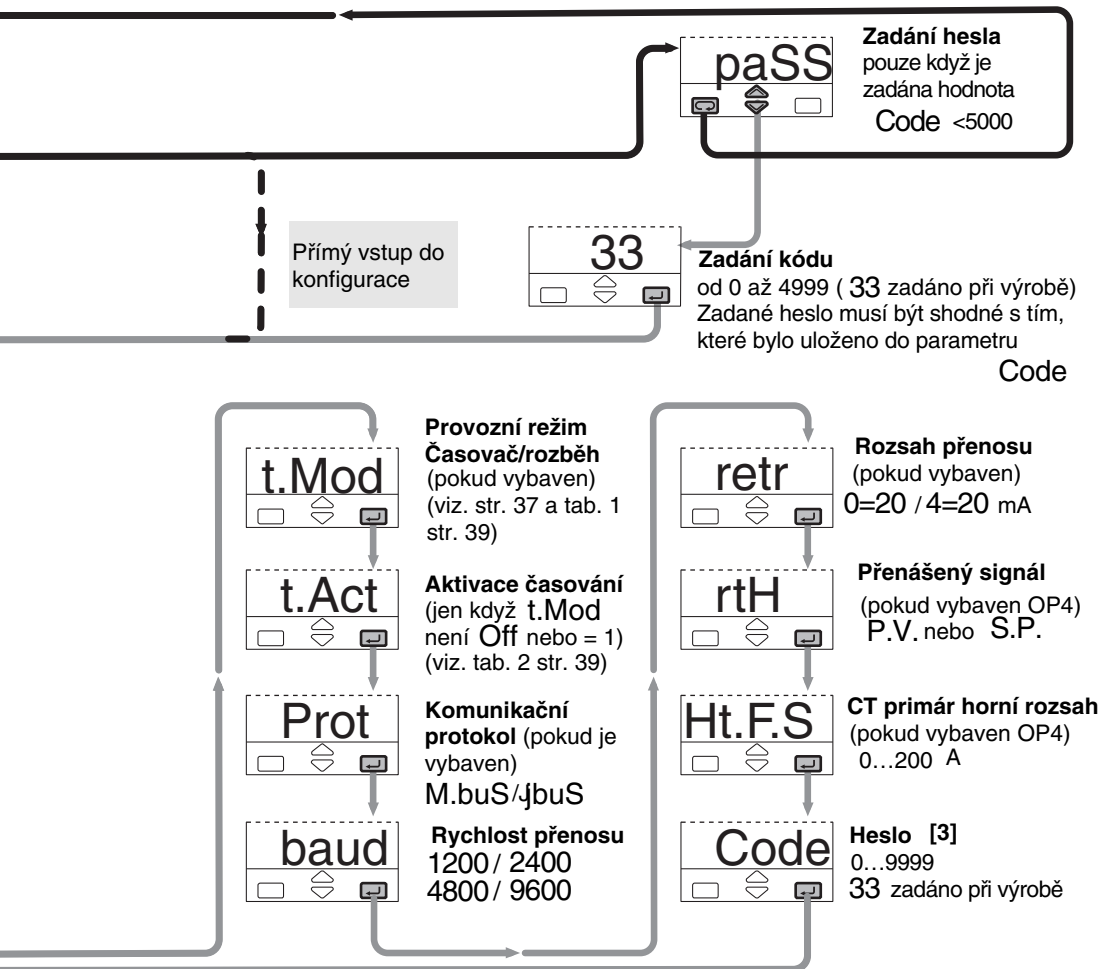 paSS
Zadání hesla
pouze když je
zadána hodnota
Code <5000
Přímý vstup do
konfigurace
33
Zadání kódu
od 0 až 4999 ( 33 zadáno při výrobě)
Zadané heslo musí být shodné s tím,
které bylo uloženo do parametru
Code
t.Mod
Provozní režim
Časovač/rozběh
(pokud vybaven)
(viz. str. 37 a tab. 1
str. 39)
t.Act
Aktivace časování
(jen když t.Mod
není Off nebo = 1)
(viz. tab. 2 str. 39)
Prot
Komunikační
protokol (pokud je
vybaven)
M.buS/JbuS
baud
Rychlost přenosu
1200/ 2400
4800/ 9600
retr
Rozsah přenosu
(pokud vybaven)
0=20 / 4=20 mA
rtH
Přenášený signál
(pokud vybaven OP4)
P.V. nebo S.P.
Ht.F.S
CT primár horní rozsah
(pokud vybaven OP4)
0...200 A
Code
Heslo [3]
0...9999
33 zadáno při výrobě